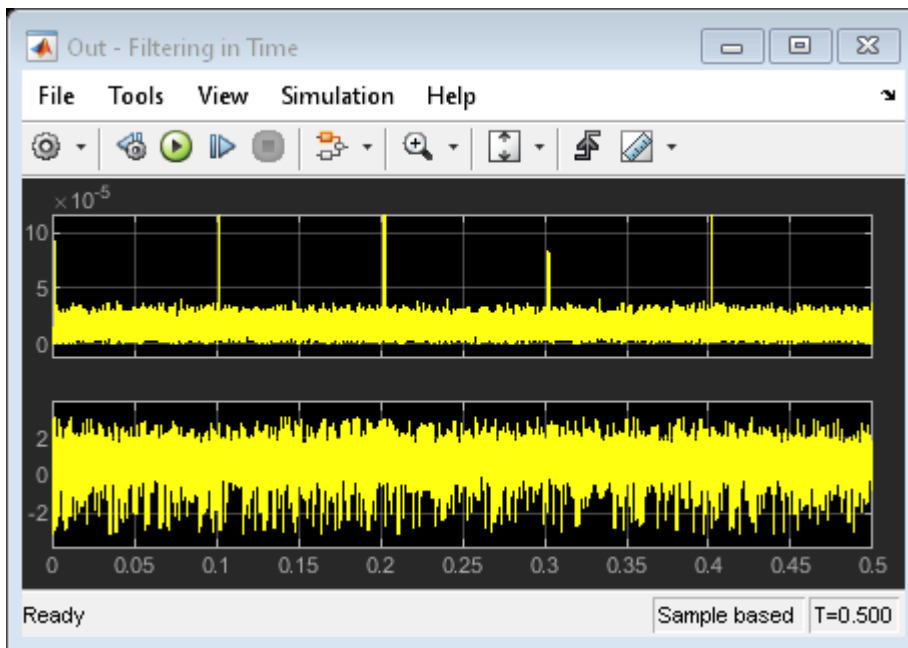 Out - Filtering in Time
File Tools View Simulation Help
×10-5
10
5
0
2
0
-2
0 0.05 0.1 0.15 0.2 0.25 0.3 0.35 0.4 0.45 0.5
Ready Sample based T=0.500